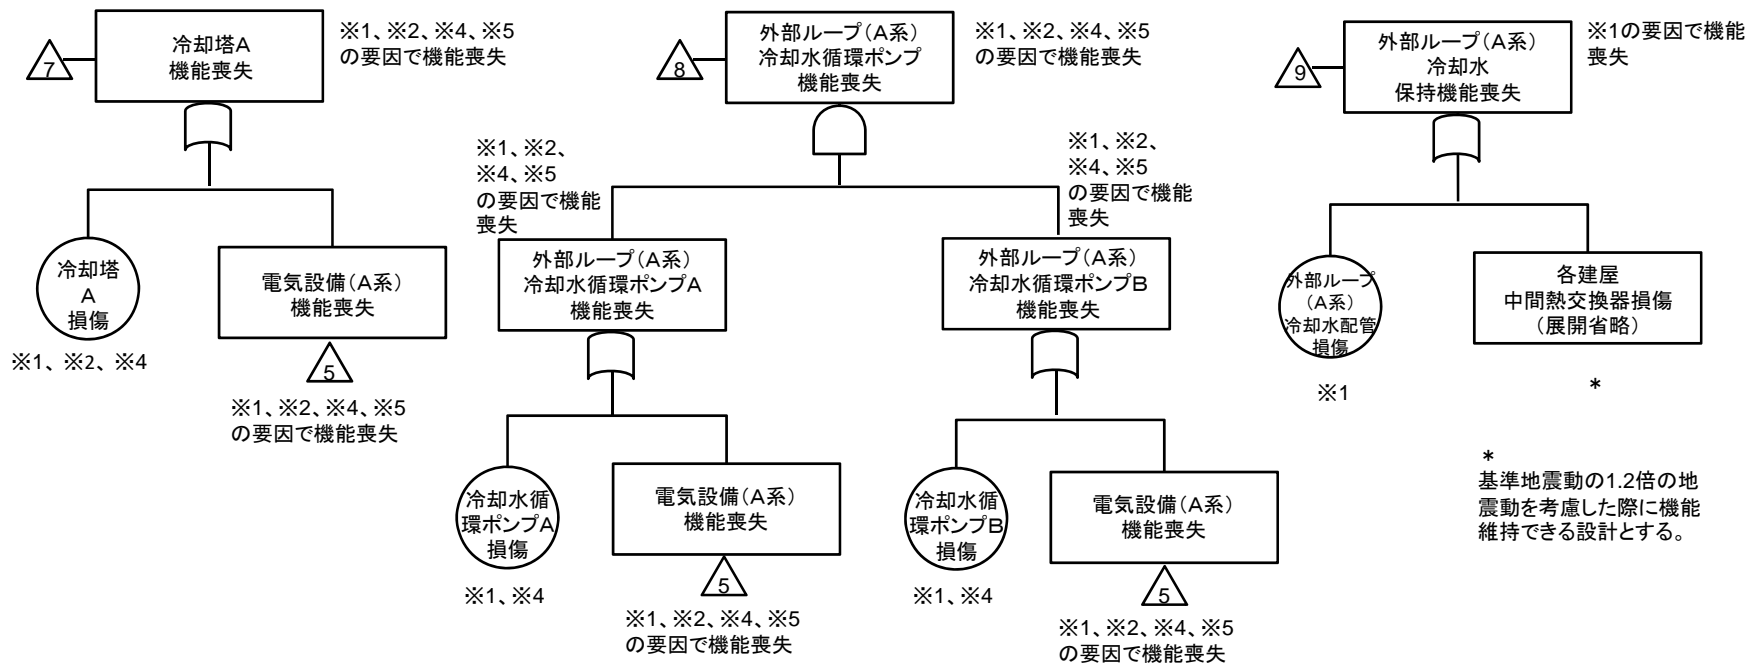 7
冷却塔A
機能喪失
※1、※2、※4、※5
の要因で機能喪失
冷却塔
A
損傷
※1、※2、※4
電気設備(A系)
機能喪失
5
※1、※2、※4、※5
の要因で機能喪失
8
外部ループ(A系)
冷却水循環ポンプ
機能喪失
※1、※2、※4、※5
の要因で機能喪失
※1、※2、
※4、※5
の要因で機能
喪失
外部ループ(A系)
冷却水循環ポンプA
機能喪失
冷却水循
環ポンプA
損傷
※1、※4
電気設備(A系)
機能喪失
5
※1、※2、※4、※5
の要因で機能喪失
※1、※2、
※4、※5
の要因で機能
喪失
外部ループ(A系)
冷却水循環ポンプB
機能喪失
冷却水循
環ポンプB
損傷
※1、※4
電気設備(A系)
機能喪失
5
※1、※2、※4、※5
の要因で機能喪失
9
外部ループ(A系)
冷却水
保持機能喪失
※1の要因で機能
喪失
外部ループ
(A系)
冷却水配管
損傷
※1
各建屋
中間熱交換器損傷
(展開省略)
*
*
基準地震動の1.2倍の地
震動を考慮した際に機能
維持できる設計とする。